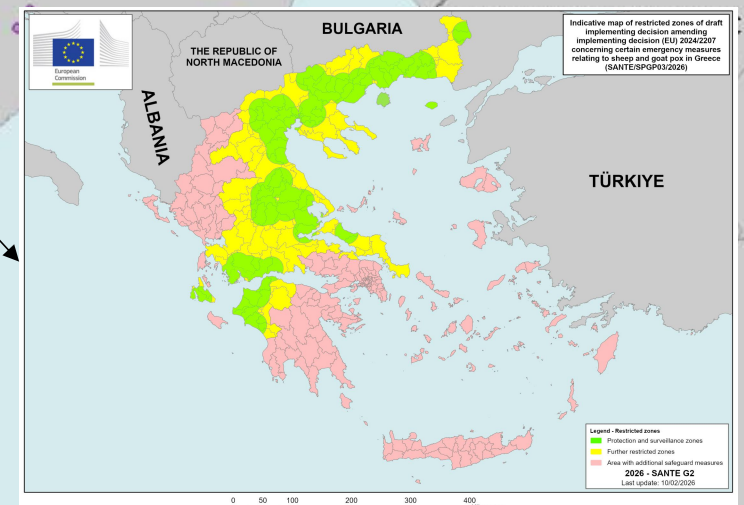 BULGARIA
THE REPUBLIC OF
NORTH MACEDONIA
ALBANIA
TÜRKIYE
European
Commission
Indicative map of restricted zones of draft
implementing decision amending
implementing decision (EU) 2024/2207
concerning certain emergency measures
relating to sheep and goat pox in Greece
(SANTE/SPGP03/2026)
Legend - Restricted zones
Protection and surveillance zones
Further restricted zones
Area with additional safeguard measures
2026 - SANTE G2
Last update: 10/02/2026
0 50 100 200 300 400